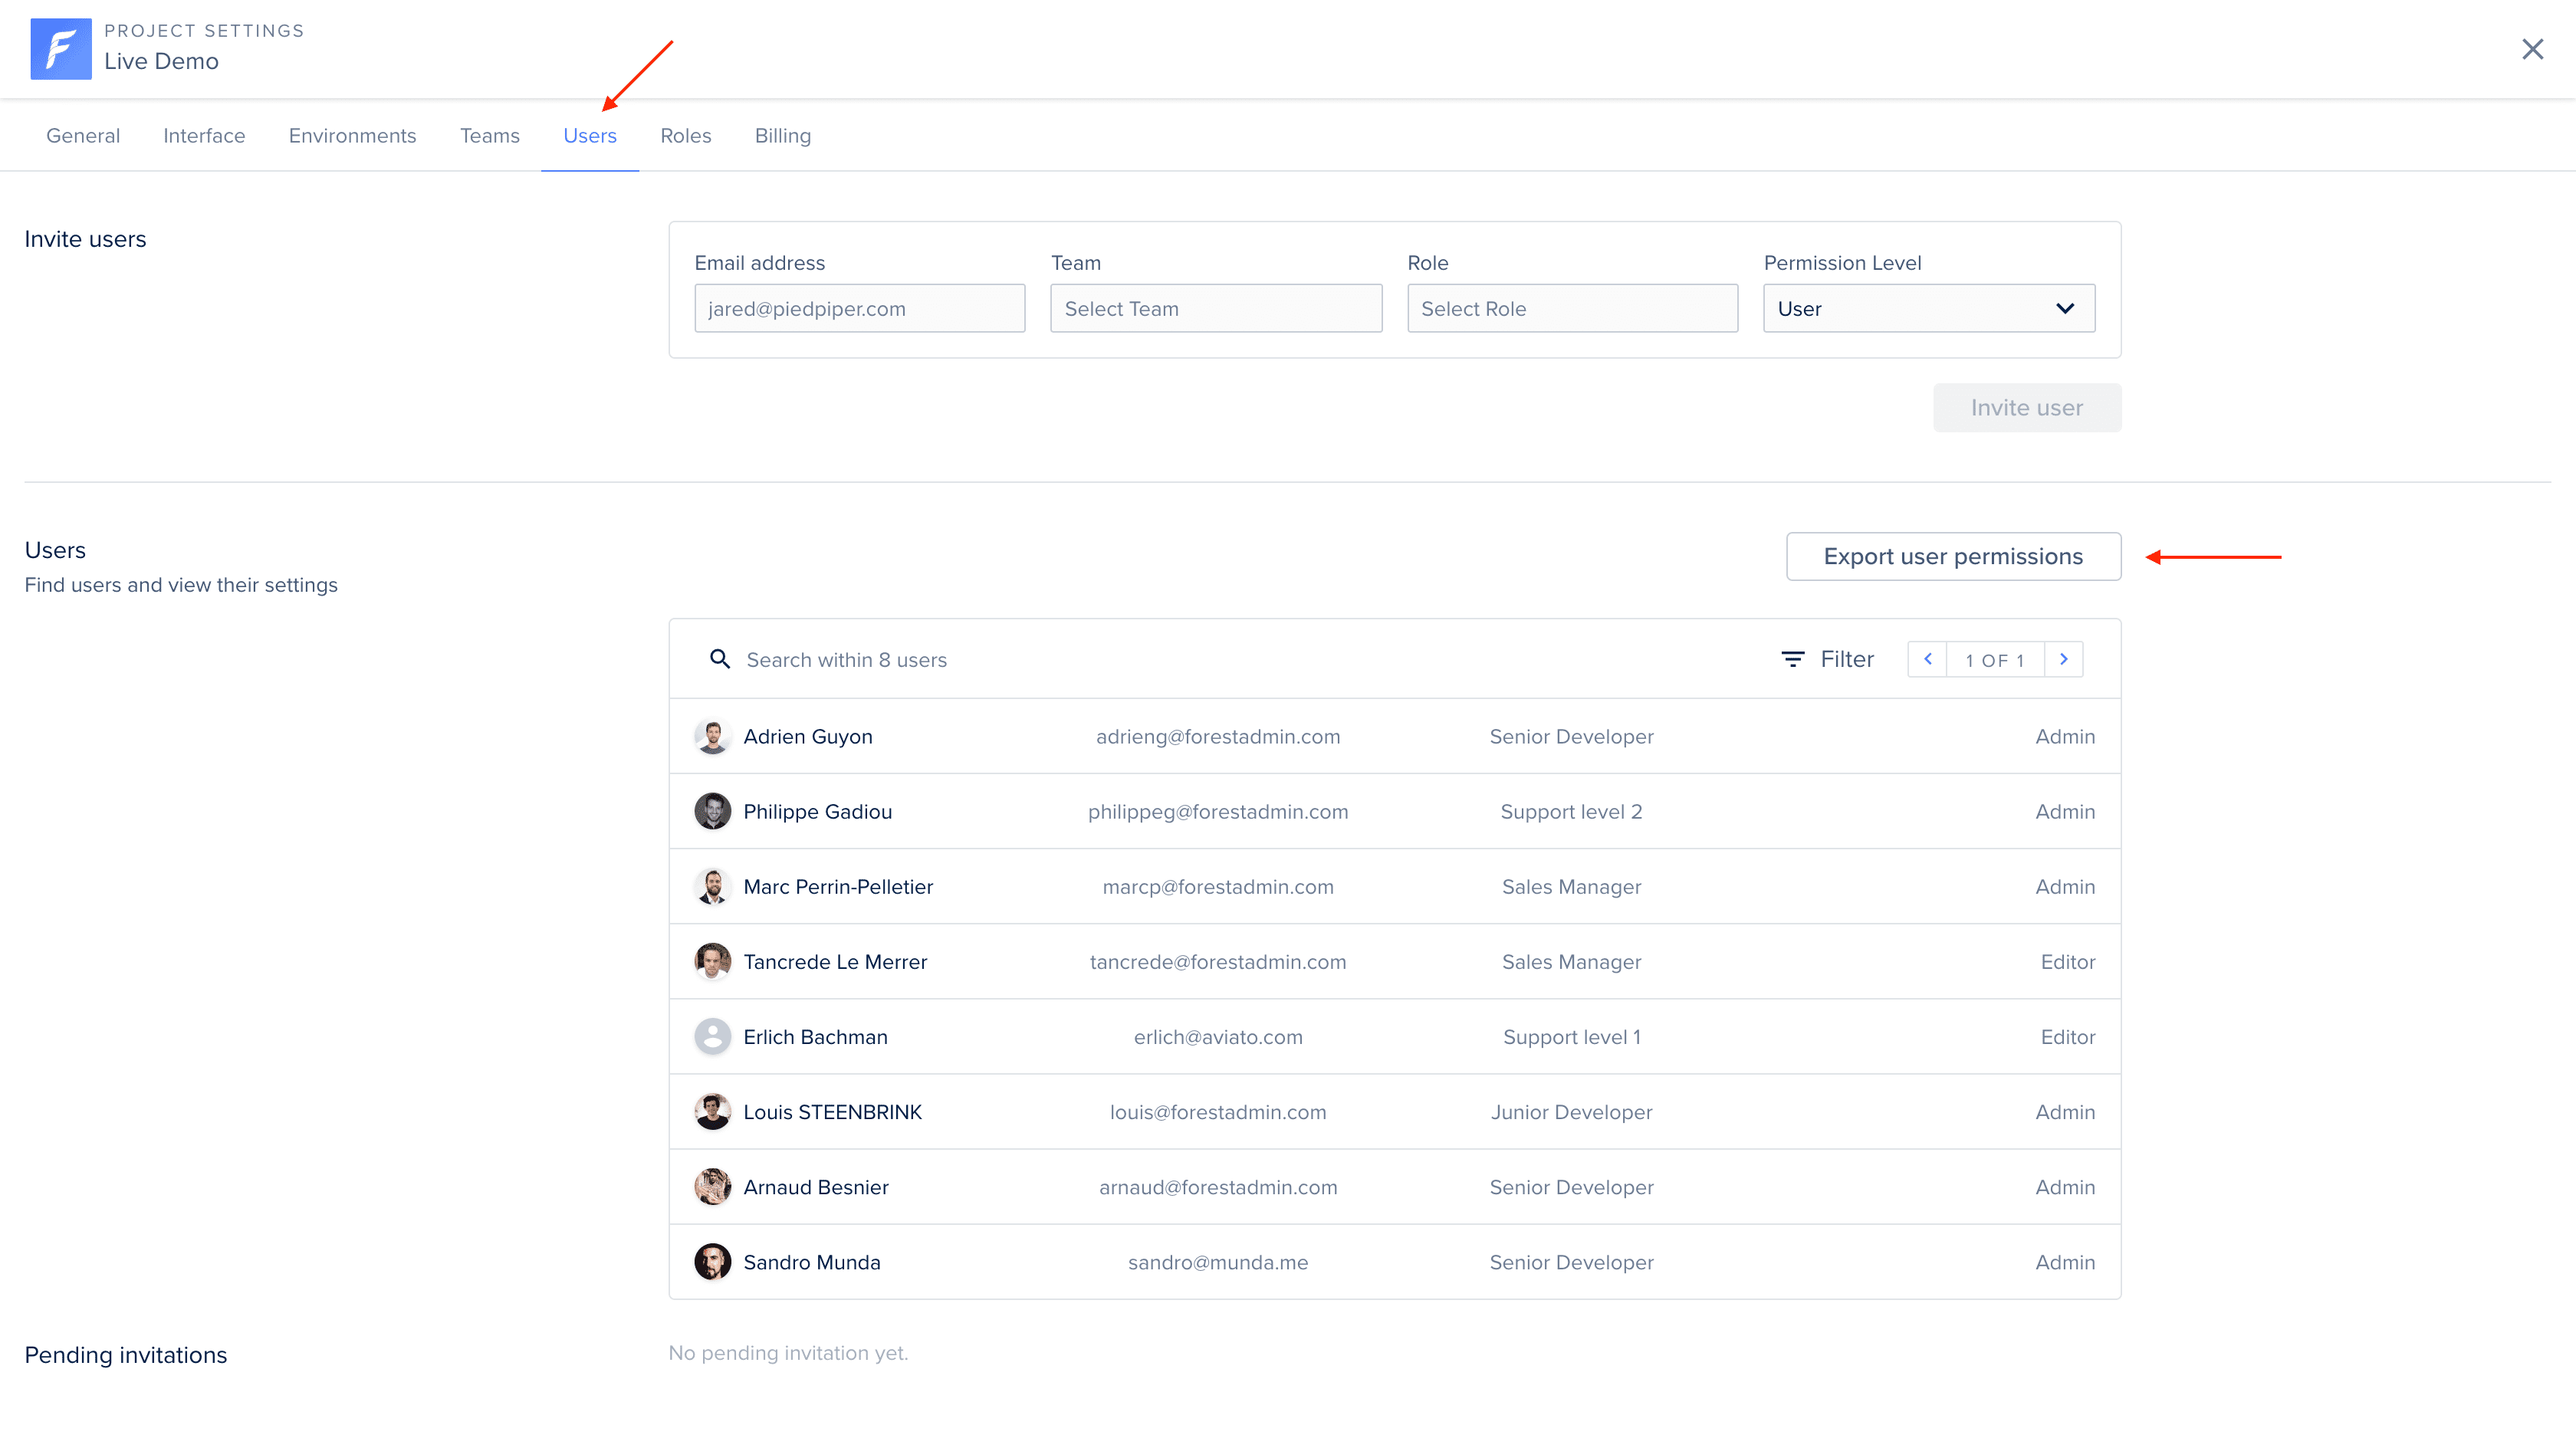 PROJECT SETTINGS
Live Demo
General Interface Environments Teams Users Roles Billing
Invite users
Email address Team Role Permission Level
jared@piedpiper.com Select Team Select Role User
Invite user
Users
Export user permissions
Find users and view their settings
Search within 8 users Filter 1 OF 1
Adrien Guyon adrieng@forestadmin.com Senior Developer Admin
Philippe Gadiou philippeg@forestadmin.com Support level 2 Admin
Marc Perrin-Pelletier marcp@forestadmin.com Sales Manager Admin
Tancrede Le Merrer tancrede@forestadmin.com Sales Manager Editor
Erlich Bachman erlich@aviato.com Support level 1 Editor
Louis STEENBRINK louis@forestadmin.com Junior Developer Admin
Arnaud Besnier arnaud@forestadmin.com Senior Developer Admin
Sandro Munda sandro@munda.me Senior Developer Admin
Pending invitations No pending invitation yet.